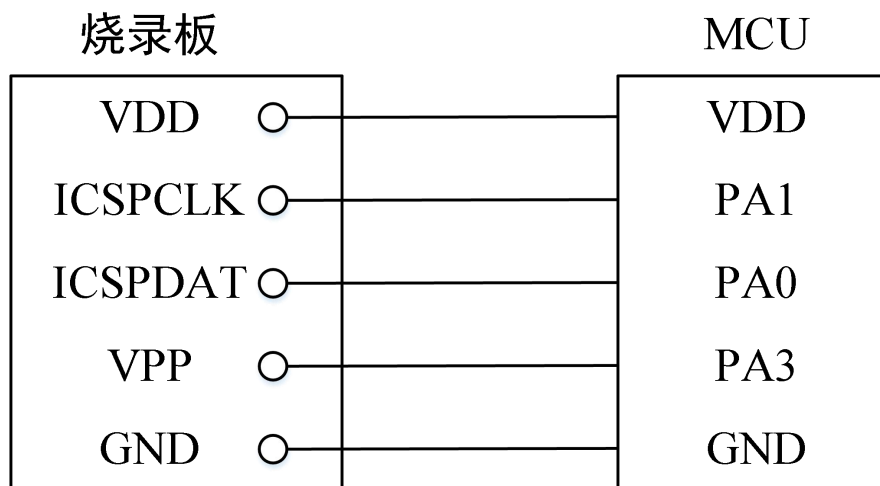 烧录板 MCU
VDD VDD
ICSPCLK PA1
ICSPDAT PA0
VPP PA3
GND GND